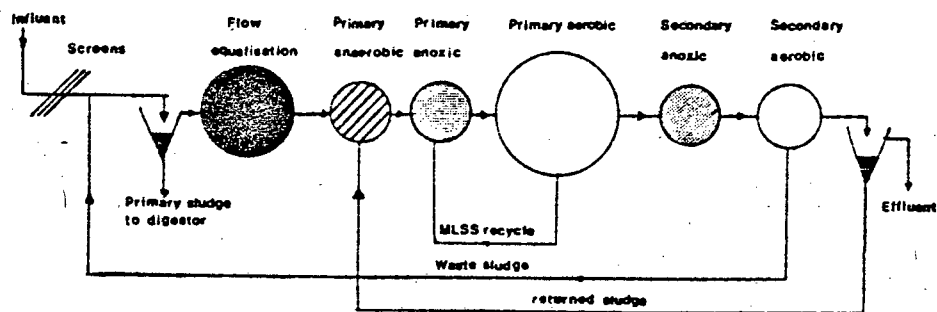 Influent
Screens
Flow
equalisation
Primary
anaerobic
Primary
anoxic
Primary aerobic
Secondary
anoxic
Secondary
aerobic
Primary sludge
to digestor
MLSS recycle
Waste sludge
returned sludge
Effluent